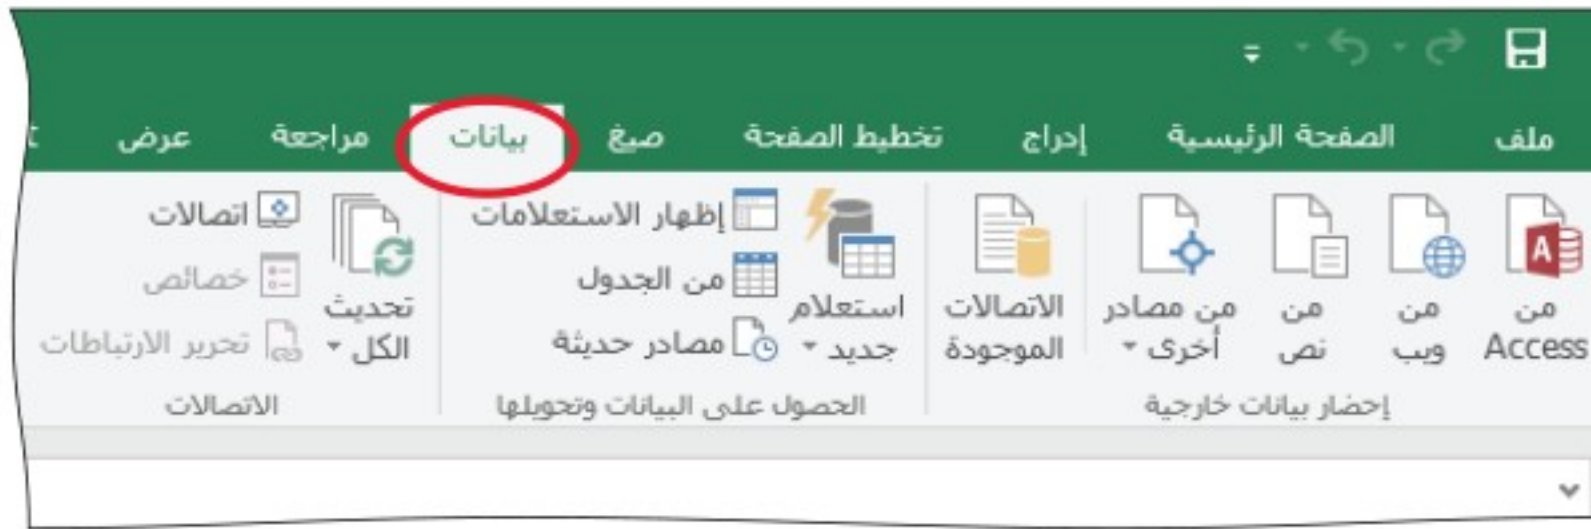 ملف الصفحة الرئيسية إدراج تخطيط الصفحة صيغ بيانات مراجعة عرض
من Access
من ويب
من نص
من مصادر أخرى
الاتصالات الموجودة
إحضار بيانات خارجية
استعلام جديد
إظهار الاستعلامات
من الجدول
مصادر حديثة
الحصول على البيانات وتحويلها
تحديث الكل
اتصالات
خصائص
تحرير الارتباطات
الاتصالات